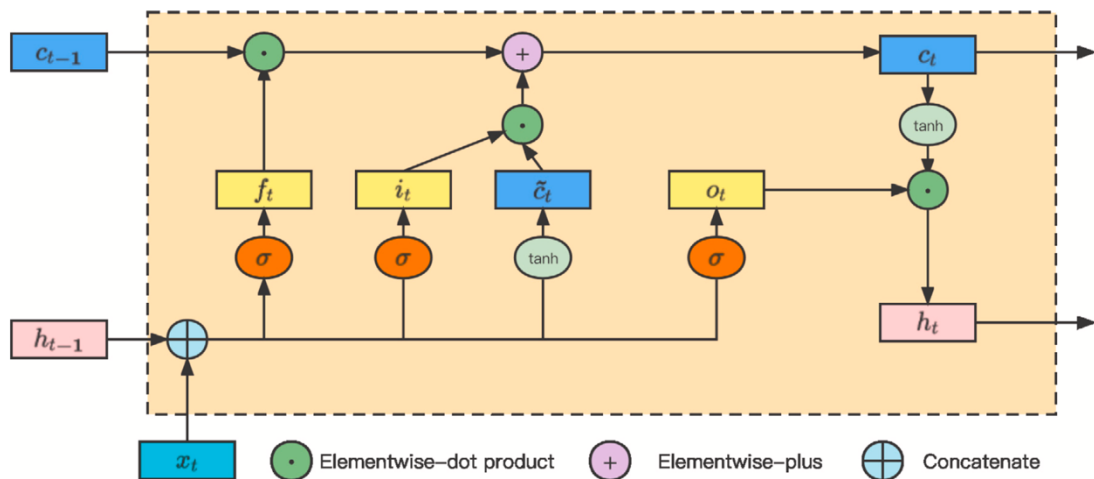 c_{t-1} · + c_t
· tanh
f_t i_t c̃_t o_t ·
σ σ tanh σ
h_{t-1} h_t
x_t · Elementwise-dot product + Elementwise-plus Concatenate